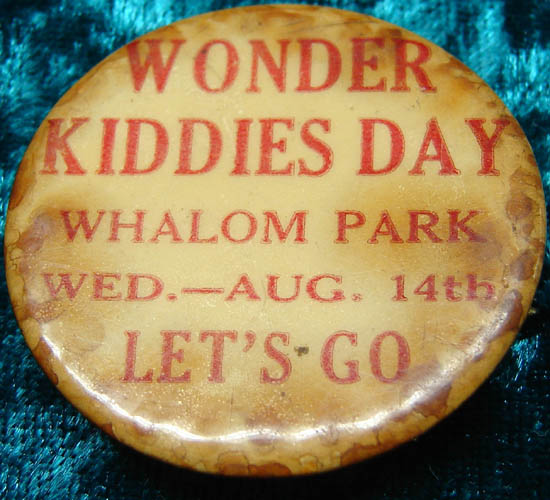 WONDER
KIDDIES DAY
WHALOM PARK
WED.—AUG. 14th
LET'S GO